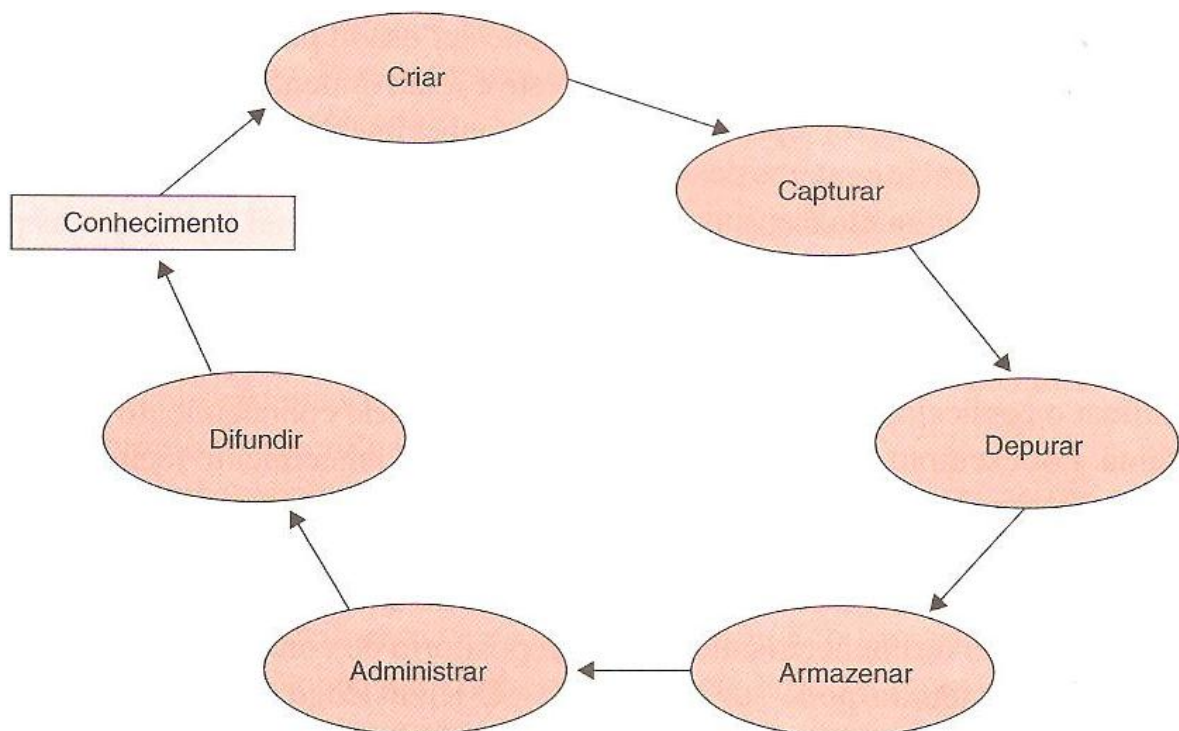 Criar
Capturar
Conhecimento
Difundir
Depurar
Administrar
Armazenar